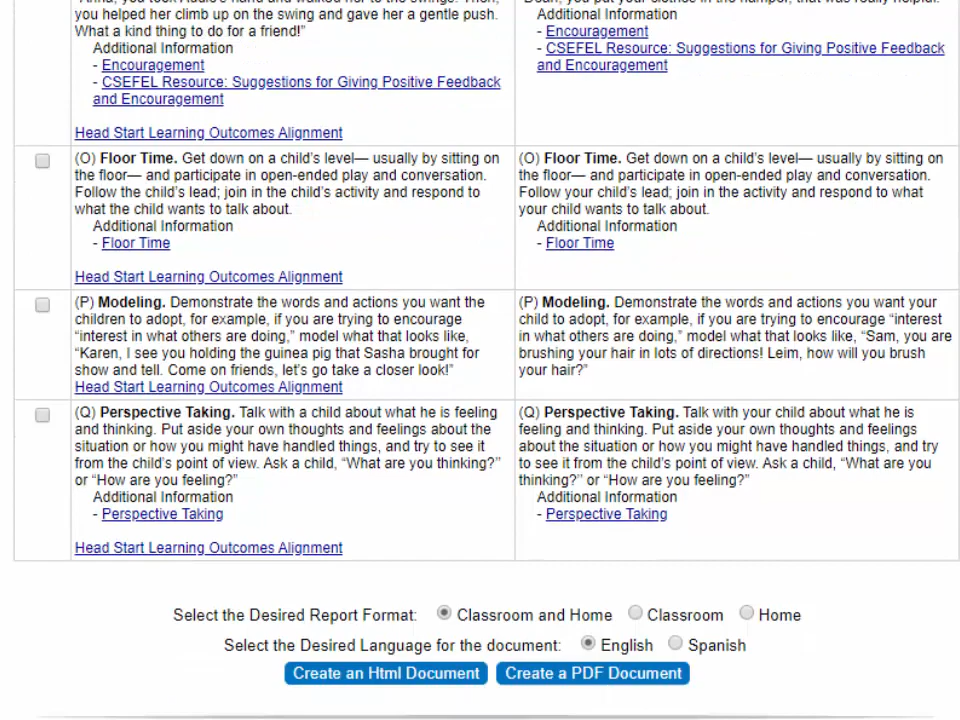 you helped her climb up on the swing and gave her a gentle push.
What a kind thing to do for a friend!”
Additional Information
- Encouragement
- CSEFEL Resource: Suggestions for Giving Positive Feedback
and Encouragement
Head Start Learning Outcomes Alignment
Additional Information
- Encouragement
- CSEFEL Resource: Suggestions for Giving Positive Feedback
and Encouragement
(O) Floor Time. Get down on a child’s level— usually by sitting on
the floor— and participate in open-ended play and conversation.
Follow the child’s lead; join in the child’s activity and respond to
what the child wants to talk about.
Additional Information
- Floor Time
Head Start Learning Outcomes Alignment
(O) Floor Time. Get down on a child’s level— usually by sitting on
the floor— and participate in open-ended play and conversation.
Follow your child’s lead; join in the activity and respond to what
your child wants to talk about.
Additional Information
- Floor Time
(P) Modeling. Demonstrate the words and actions you want the
children to adopt, for example, if you are trying to encourage
“interest in what others are doing,” model what that looks like,
“Karen, I see you holding the guinea pig that Sasha brought for
show and tell. Come on friends, let’s go take a closer look!”
Head Start Learning Outcomes Alignment
(P) Modeling. Demonstrate the words and actions you want your
child to adopt, for example, if you are trying to encourage “interest
in what others are doing,” model what that looks like, “Sam, you are
brushing your hair in lots of directions! Leim, how will you brush
your hair?”
(Q) Perspective Taking. Talk with a child about what he is feeling
and thinking. Put aside your own thoughts and feelings about the
situation or how you might have handled things, and try to see it
from the child’s point of view. Ask a child, “What are you thinking?’’
or “How are you feeling?”
Additional Information
- Perspective Taking
Head Start Learning Outcomes Alignment
(Q) Perspective Taking. Talk with your child about what he is
feeling and thinking. Put aside your own thoughts and feelings
about the situation or how you might have handled things, and try
to see it from the child’s point of view. Ask a child, “What are you
thinking?’’ or “How are you feeling?”
Additional Information
- Perspective Taking
Select the Desired Report Format: Classroom and Home Classroom Home
Select the Desired Language for the document: English Spanish
Create an Html Document Create a PDF Document